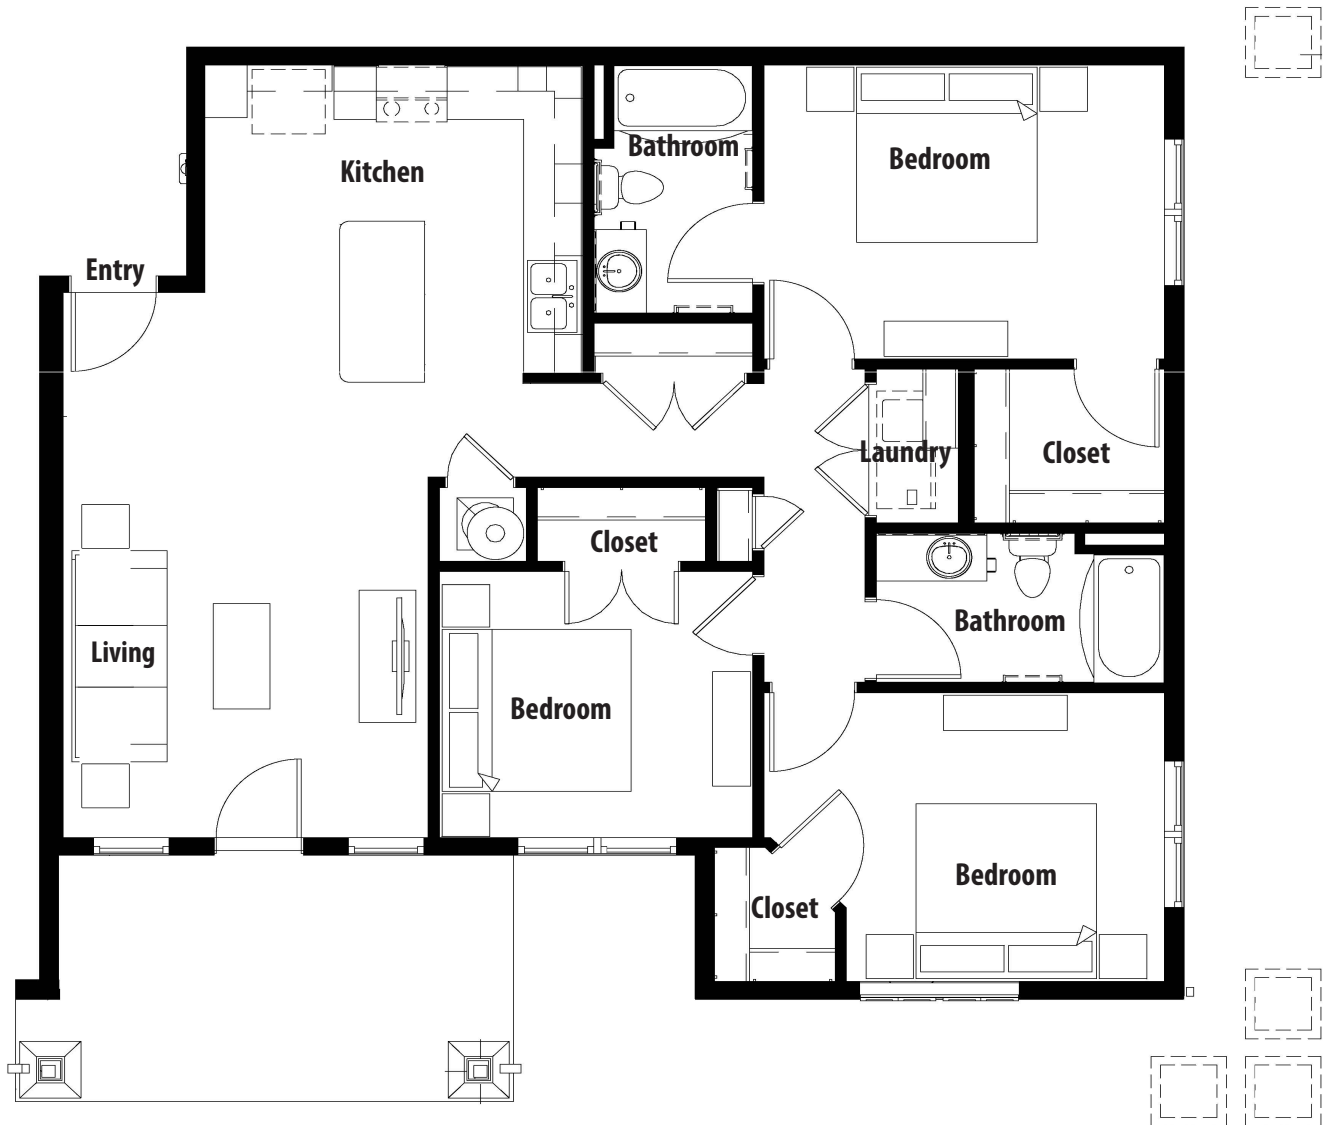 Bathroom
Bedroom
Kitchen
Entry
Laundry
Closet
Closet
Bathroom
Living
Bedroom
Bedroom
Closet